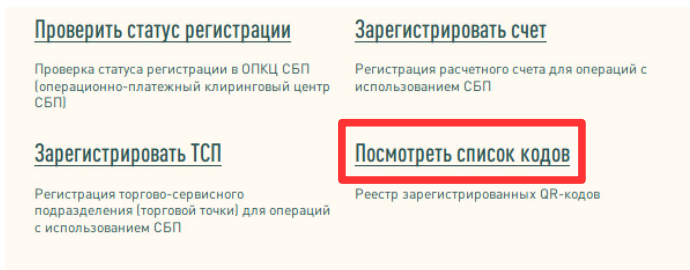 Проверить статус регистрации
Проверка статуса регистрации в ОПКЦ СБП
(операционно-платежный клиринговый центр
СБП)
Зарегистрировать счет
Регистрация расчетного счета для операций с
использованием СБП
Зарегистрировать ТСП
Регистрация торгово-сервисного
подразделения (торговой точки) для операций
с использованием СБП
Посмотреть список кодов
Реестр зарегистрированных QR-кодов